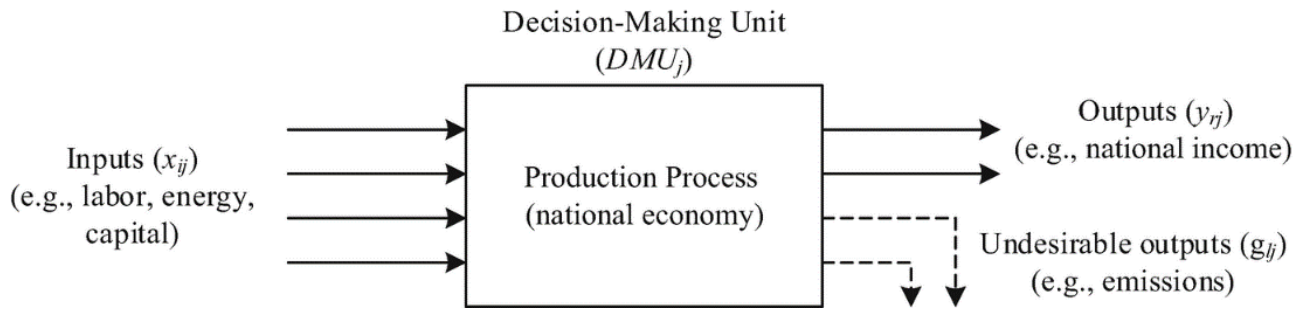 Decision-Making Unit
(DMUj)
Inputs (xij)
(e.g., labor, energy,
capital)
Production Process
(national economy)
Outputs (yrj)
(e.g., national income)
Undesirable outputs (glj)
(e.g., emissions)